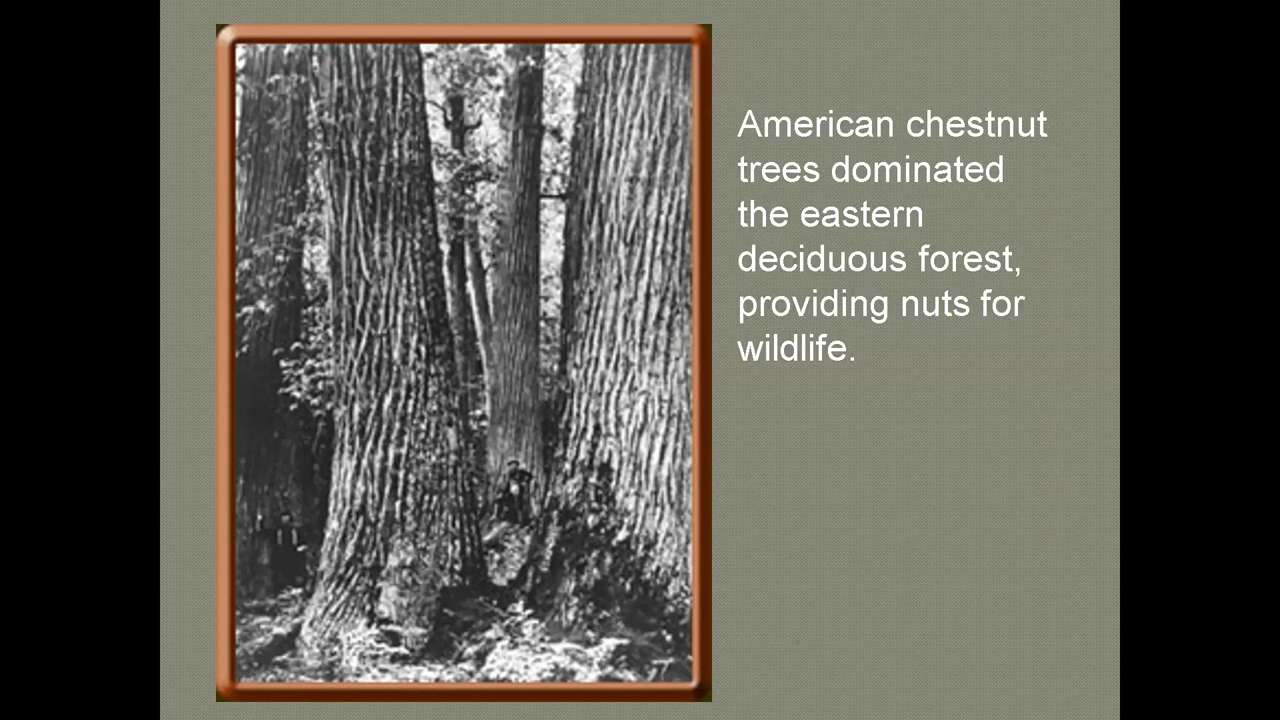 American chestnut
trees dominated
the eastern
deciduous forest,
providing nuts for
wildlife.